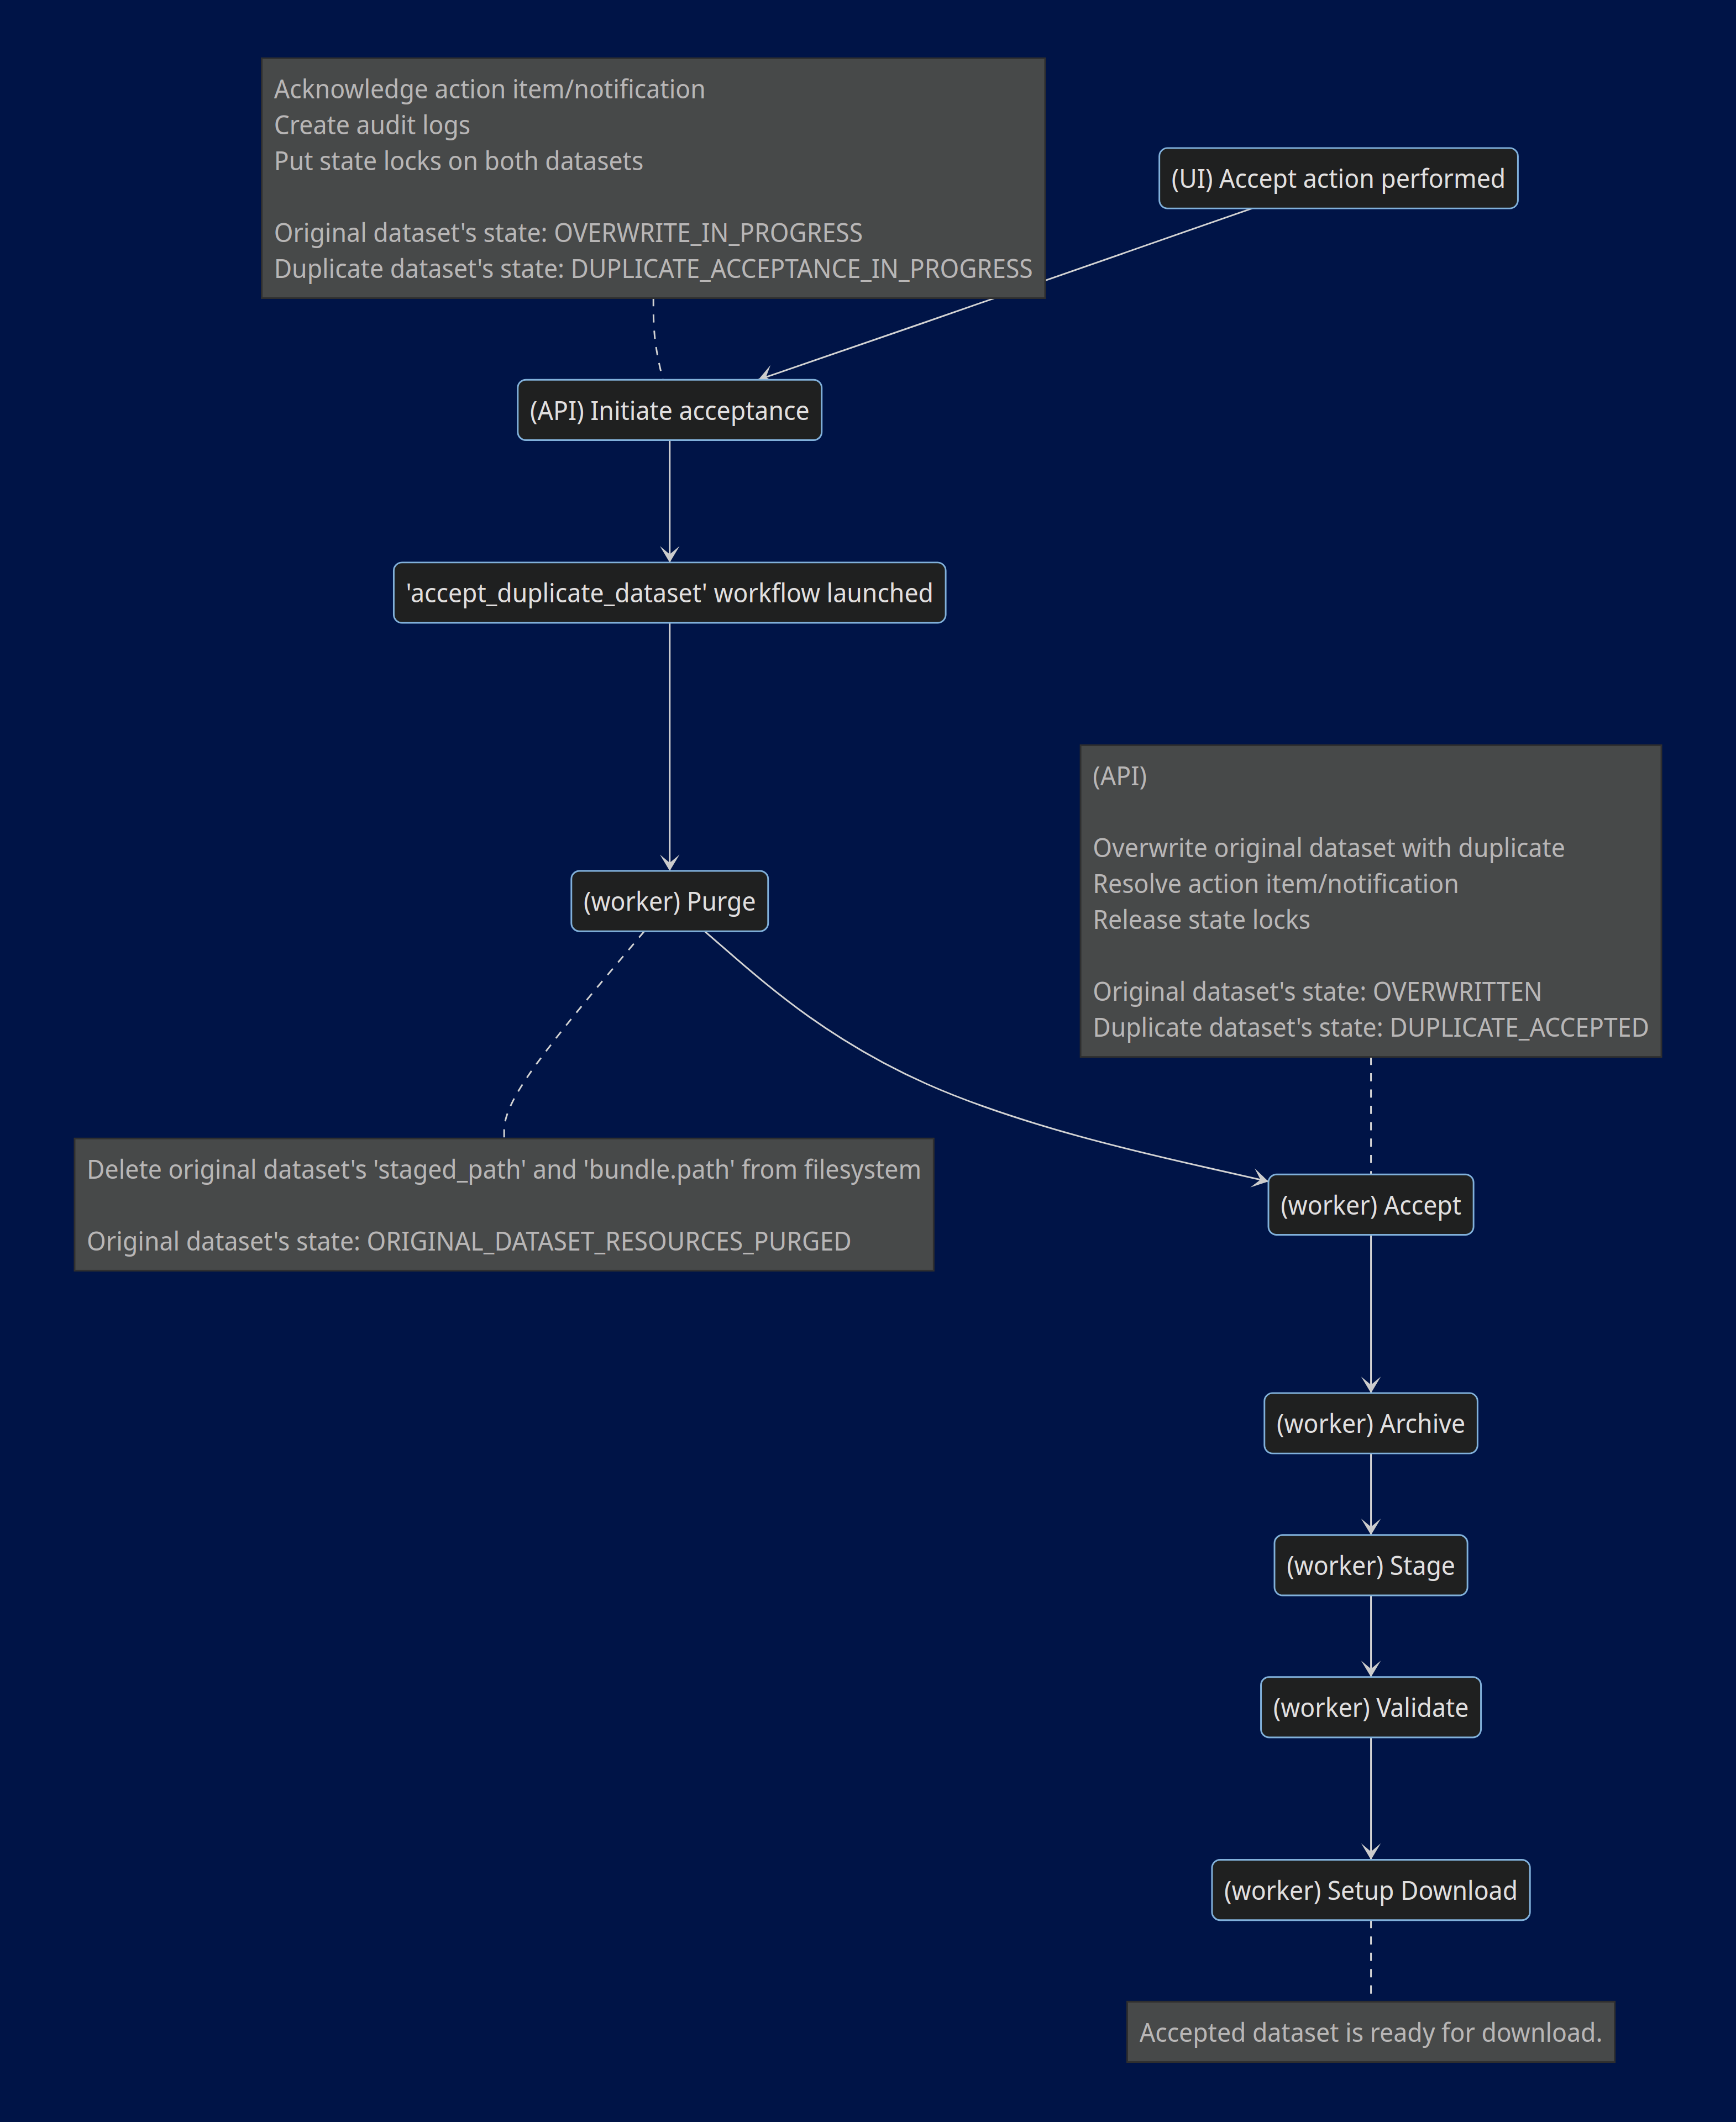 Acknowledge action item/notification
Create audit logs
Put state locks on both datasets
Original dataset's state: OVERWRITE_IN_PROGRESS
Duplicate dataset's state: DUPLICATE_ACCEPTANCE_IN_PROGRESS
(UI) Accept action performed
(API) Initiate acceptance
'accept_duplicate_dataset' workflow launched
(worker) Purge
(API)
Overwrite original dataset with duplicate
Resolve action item/notification
Release state locks
Original dataset's state: OVERWRITTEN
Duplicate dataset's state: DUPLICATE_ACCEPTED
Delete original dataset's 'staged_path' and 'bundle.path' from filesystem
Original dataset's state: ORIGINAL_DATASET_RESOURCES_PURGED
(worker) Accept
(worker) Archive
(worker) Stage
(worker) Validate
(worker) Setup Download
Accepted dataset is ready for download.